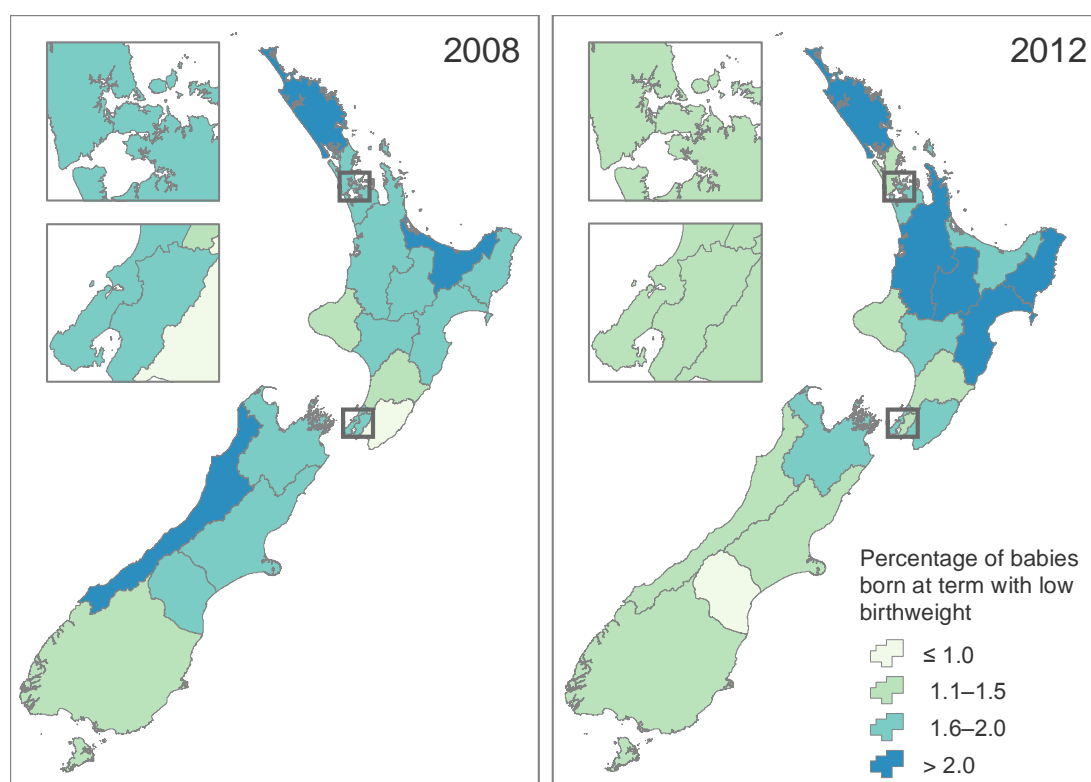 2008
2012
Percentage of babies
born at term with low
birthweight
≤ 1.0
1.1–1.5
1.6–2.0
> 2.0